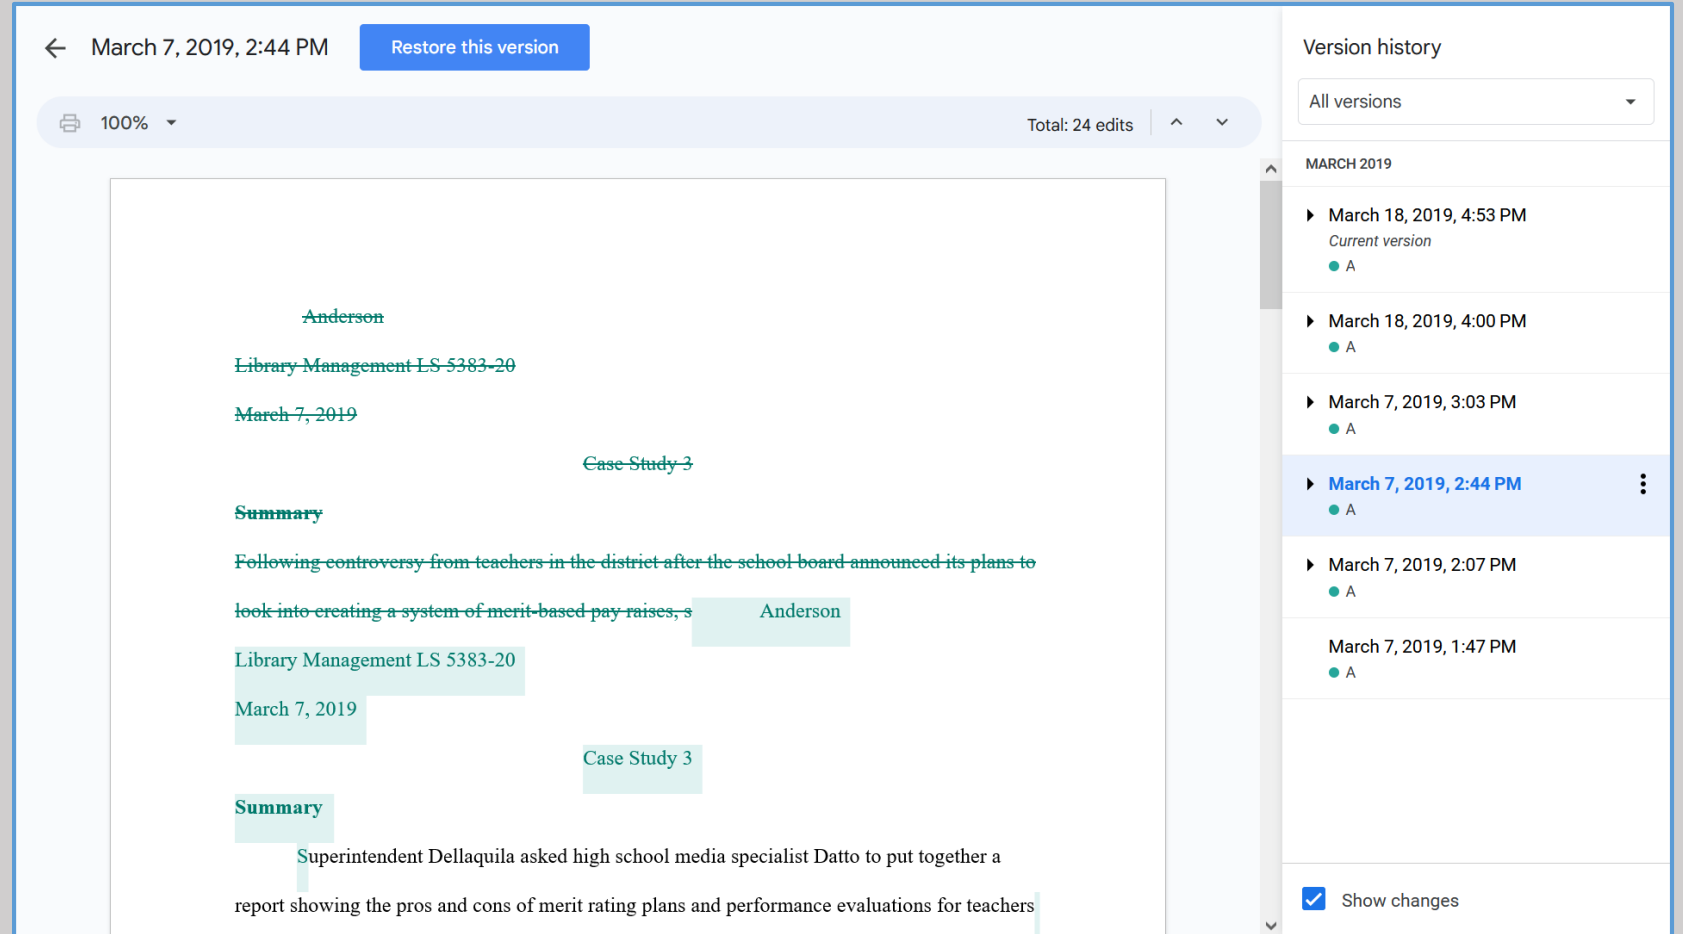 March 7, 2019, 2:44 PM
Restore this version
100%
Total: 24 edits
Anderson
Library Management LS 5383-20
March 7, 2019
Case Study 3
Summary
Following controversy from teachers in the district after the school board announced its plans to
look into creating a system of merit-based pay raises, s Anderson
Library Management LS 5383-20
March 7, 2019
Case Study 3
Summary
Superintendent Dellaquila asked high school media specialist Datto to put together a
report showing the pros and cons of merit rating plans and performance evaluations for teachers
Version history
All versions
MARCH 2019
March 18, 2019, 4:53 PM
Current version
A
March 18, 2019, 4:00 PM
A
March 7, 2019, 3:03 PM
A
March 7, 2019, 2:44 PM
A
March 7, 2019, 2:07 PM
A
March 7, 2019, 1:47 PM
A
Show changes